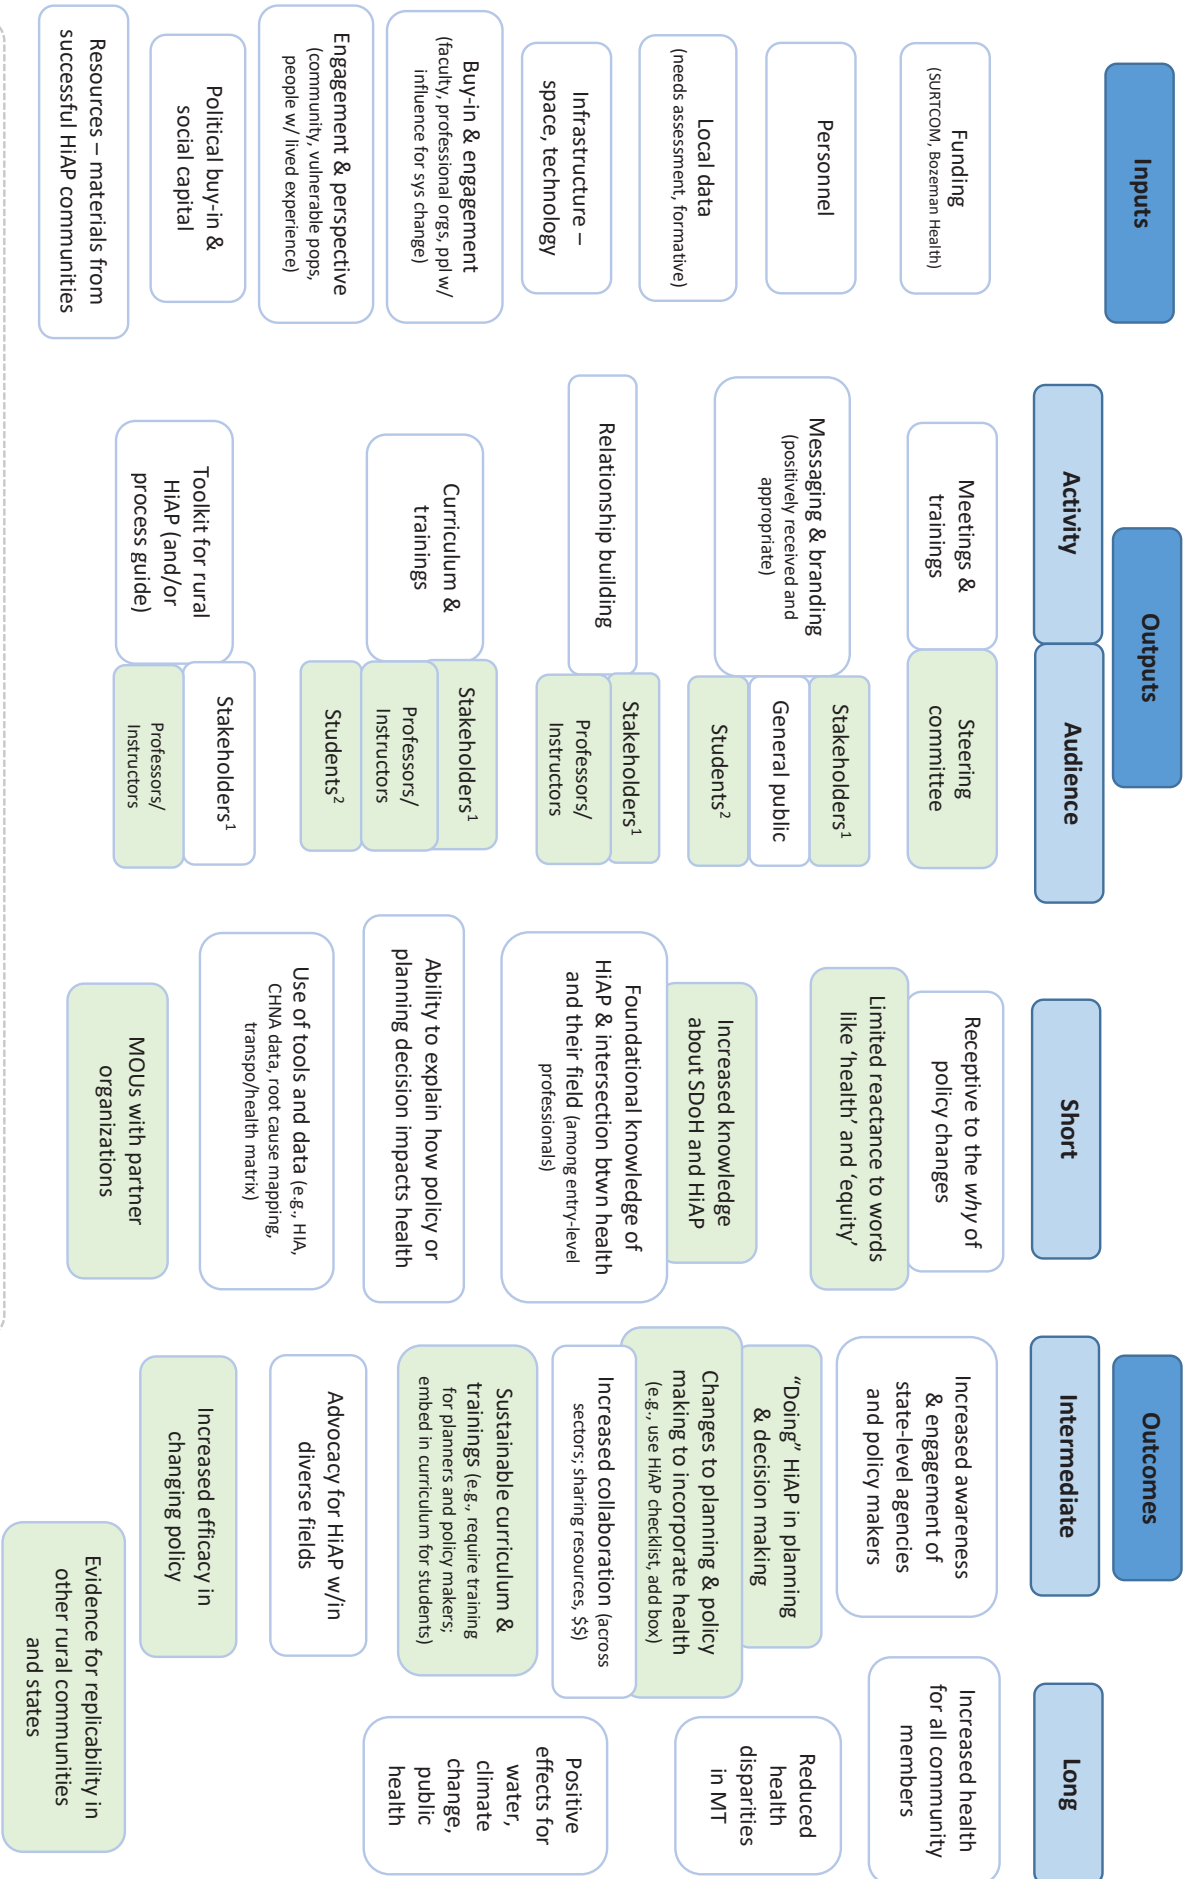 Inputs
Funding
(SURTCOM, Bozeman Health)
Personnel
Local data
(needs assessment, formative)
Infrastructure –
space, technology
Buy-in & engagement
(faculty, professional orgs, ppl w/
influence for sys change)
Engagement & perspective
(community, vulnerable pops,
people w/ lived experience)
Political buy-in &
social capital
Resources – materials from
successful HiAP communities
Outputs
Activity
Audience
Meetings &
trainings
Steering
committee
Messaging & branding
(positively received and
appropriate)
Stakeholders¹
General public
Students²
Relationship building
Stakeholders¹
Professors/
Instructors
Curriculum &
trainings
Stakeholders¹
Professors/
Instructors
Students²
Toolkit for rural
HiAP (and/or
process guide)
Stakeholders¹
Professors/
Instructors
Outcomes
Short
Receptive to the why of
policy changes
Limited reactance to words
like ‘health’ and ‘equity’
Increased knowledge
about SDoH and HiAP
Foundational knowledge of
HiAP & intersection btwn health
and their field (among entry-level
professionals)
Ability to explain how policy or
planning decision impacts health
Use of tools and data (e.g., HIA,
CHNA data, root cause mapping,
transpo/health matrix)
MOUs with partner
organizations
Intermediate
Increased awareness
& engagement of
state-level agencies
and policy makers
“Doing” HiAP in planning
& decision making
Changes to planning & policy
making to incorporate health
(e.g., use HiAP checklist, add box)
Increased collaboration (across
sectors; sharing resources, $$)
Sustainable curriculum &
trainings (e.g., require training
for planners and policy makers;
embed in curriculum for students)
Advocacy for HiAP w/in
diverse fields
Increased efficacy in
changing policy
Evidence for replicability in
other rural communities
and states
Long
Increased health
for all community
members
Reduced
health
disparities
in MT
Positive
effects for
water,
climate
change,
public
health